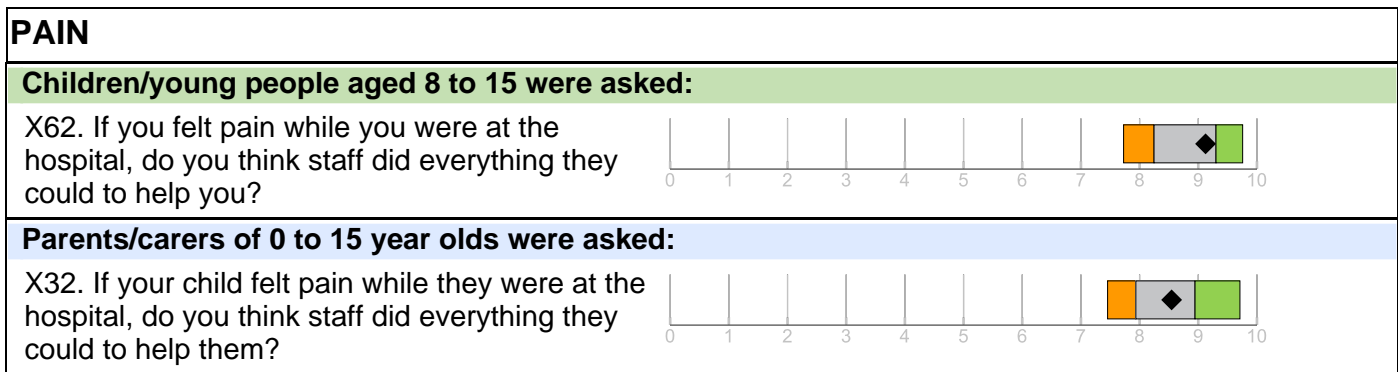 PAIN
Children/young people aged 8 to 15 were asked:
X62. If you felt pain while you were at the
hospital, do you think staff did everything they
could to help you?
0 1 2 3 4 5 6 7 8 9 10
Parents/carers of 0 to 15 year olds were asked:
X32. If your child felt pain while they were at the
hospital, do you think staff did everything they
could to help them?
0 1 2 3 4 5 6 7 8 9 10